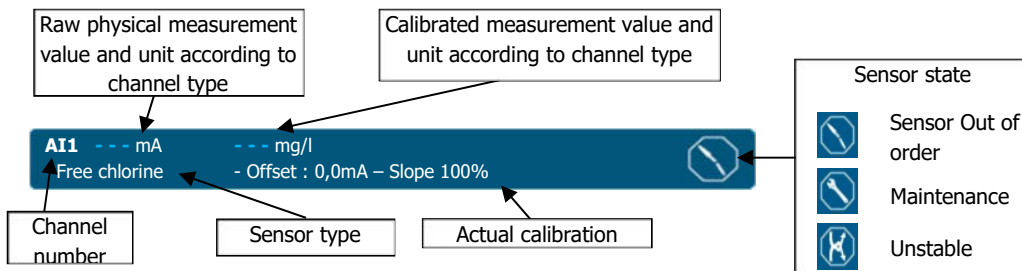 Raw physical measurement
value and unit according to
channel type
Calibrated measurement value and
unit according to channel type
Sensor state
Sensor Out of
order
Maintenance
Unstable
AI1 - - - mA - - - mg/l
Free chlorine - Offset : 0,0mA – Slope 100%
Channel
number
Sensor type
Actual calibration